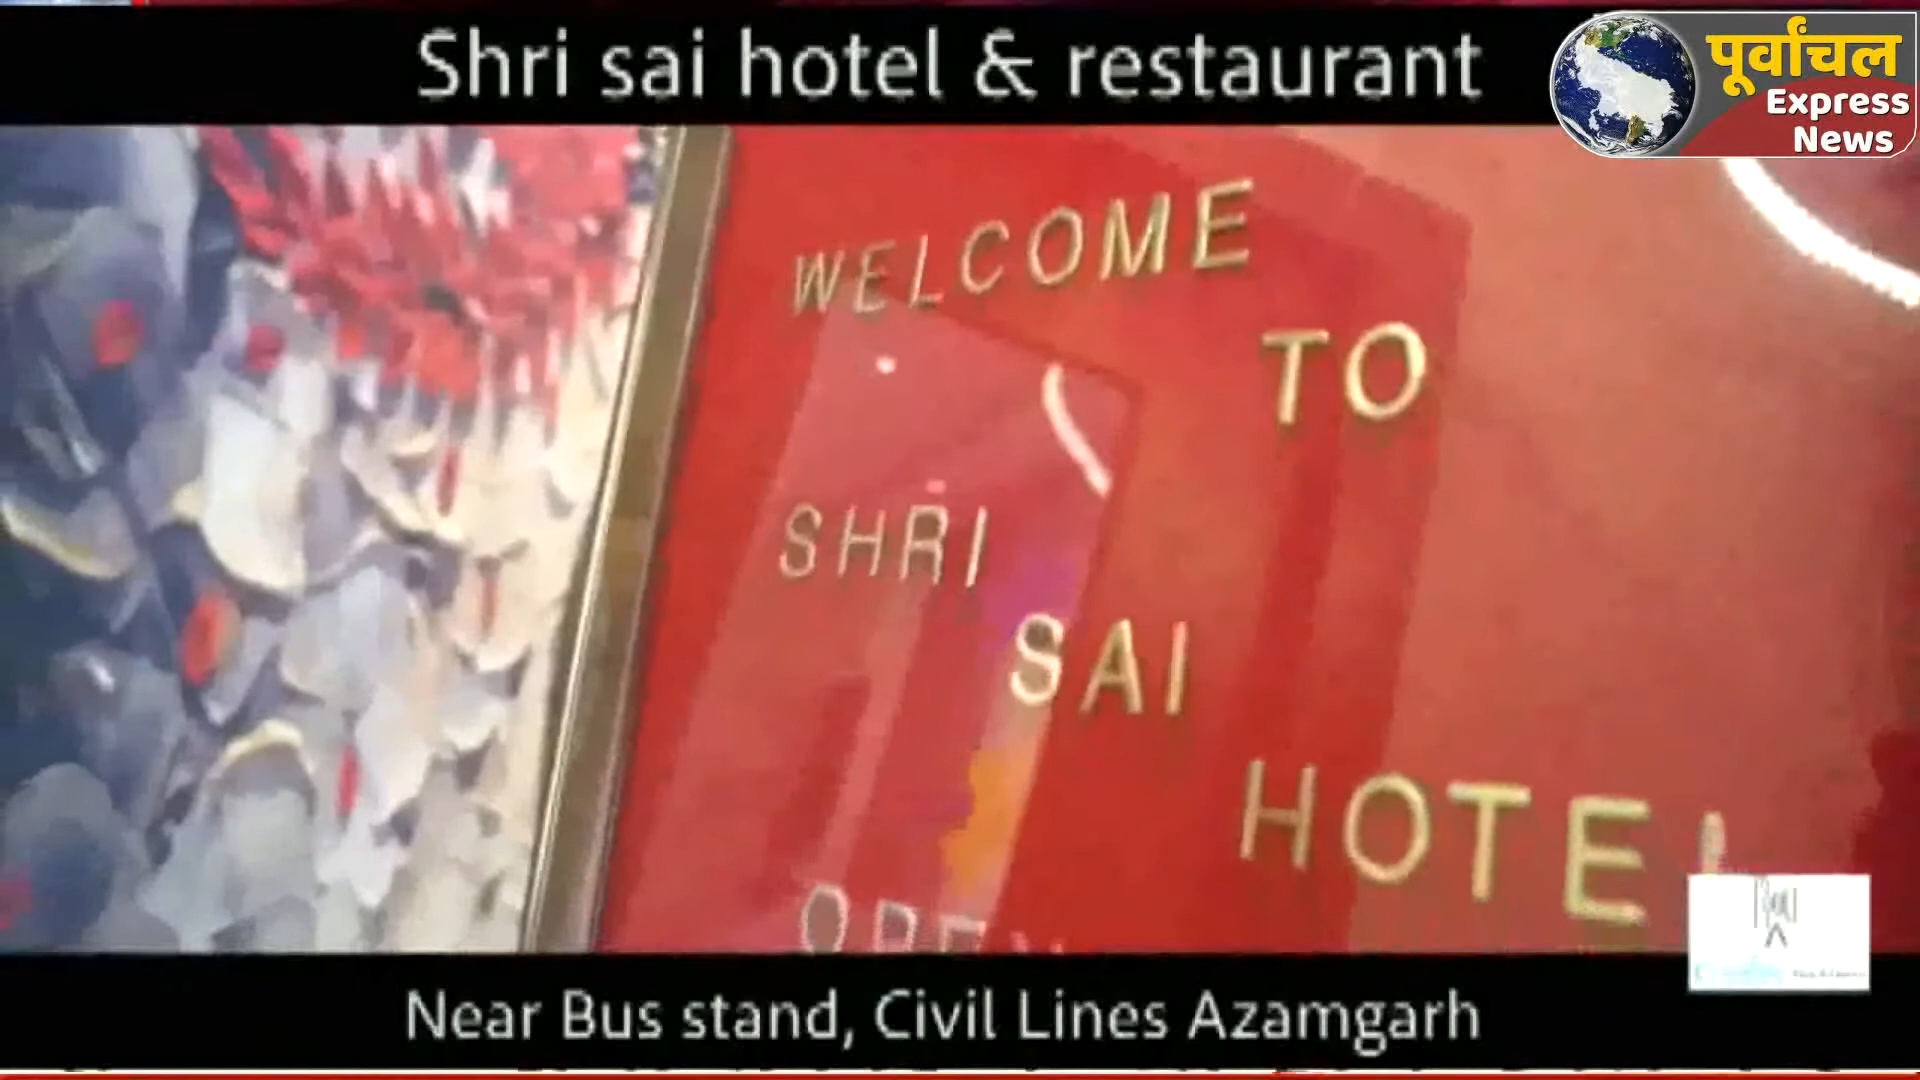 Shri sai hotel & restaurant
पूर्वांचल
Express
News
WELCOME
TO
SHRI
SAI
HOTEL
Near Bus stand, Civil Lines Azamgarh